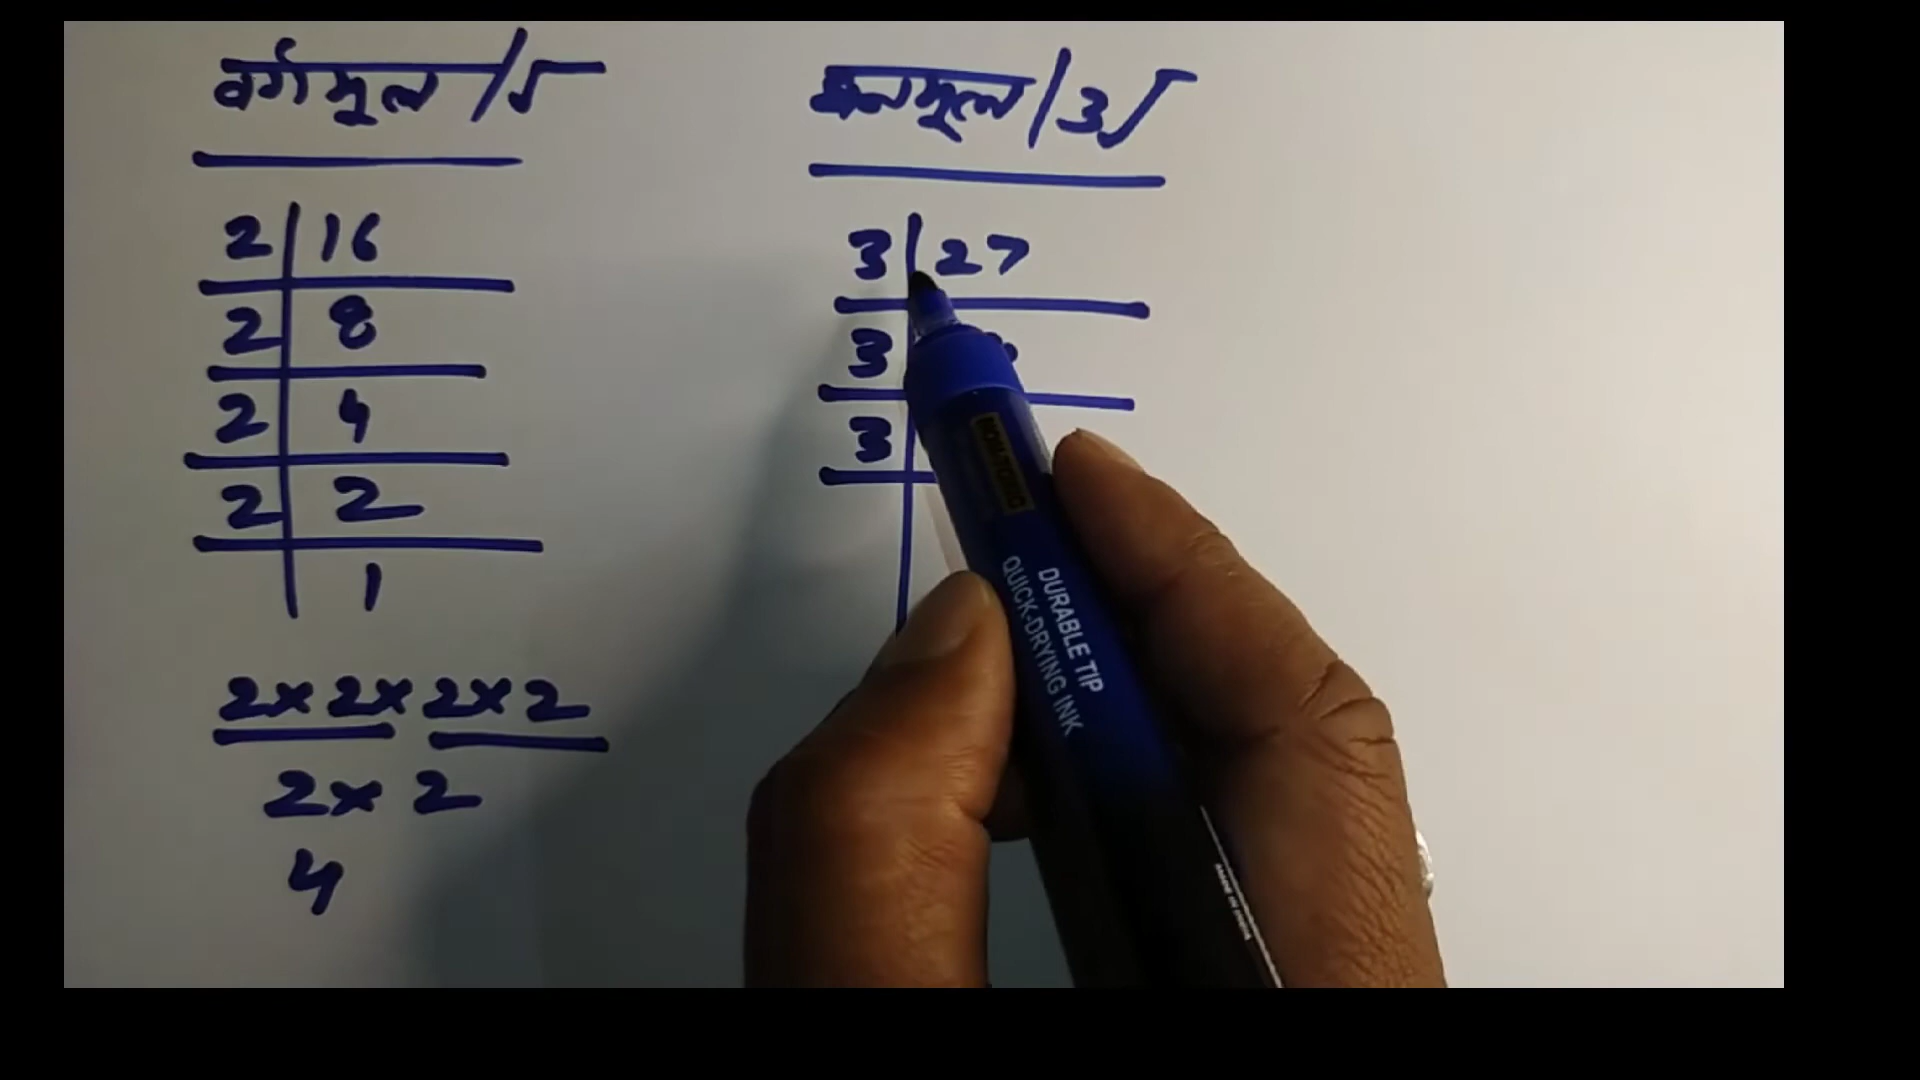 वर्गमूल/√
2 | 16
2 | 8
2 | 4
2 | 2
1
2×2×2×2
2×2
4
घनमूल/3√
3 | 27
3
3
DURABLE TIP
QUICK-DRYING INK